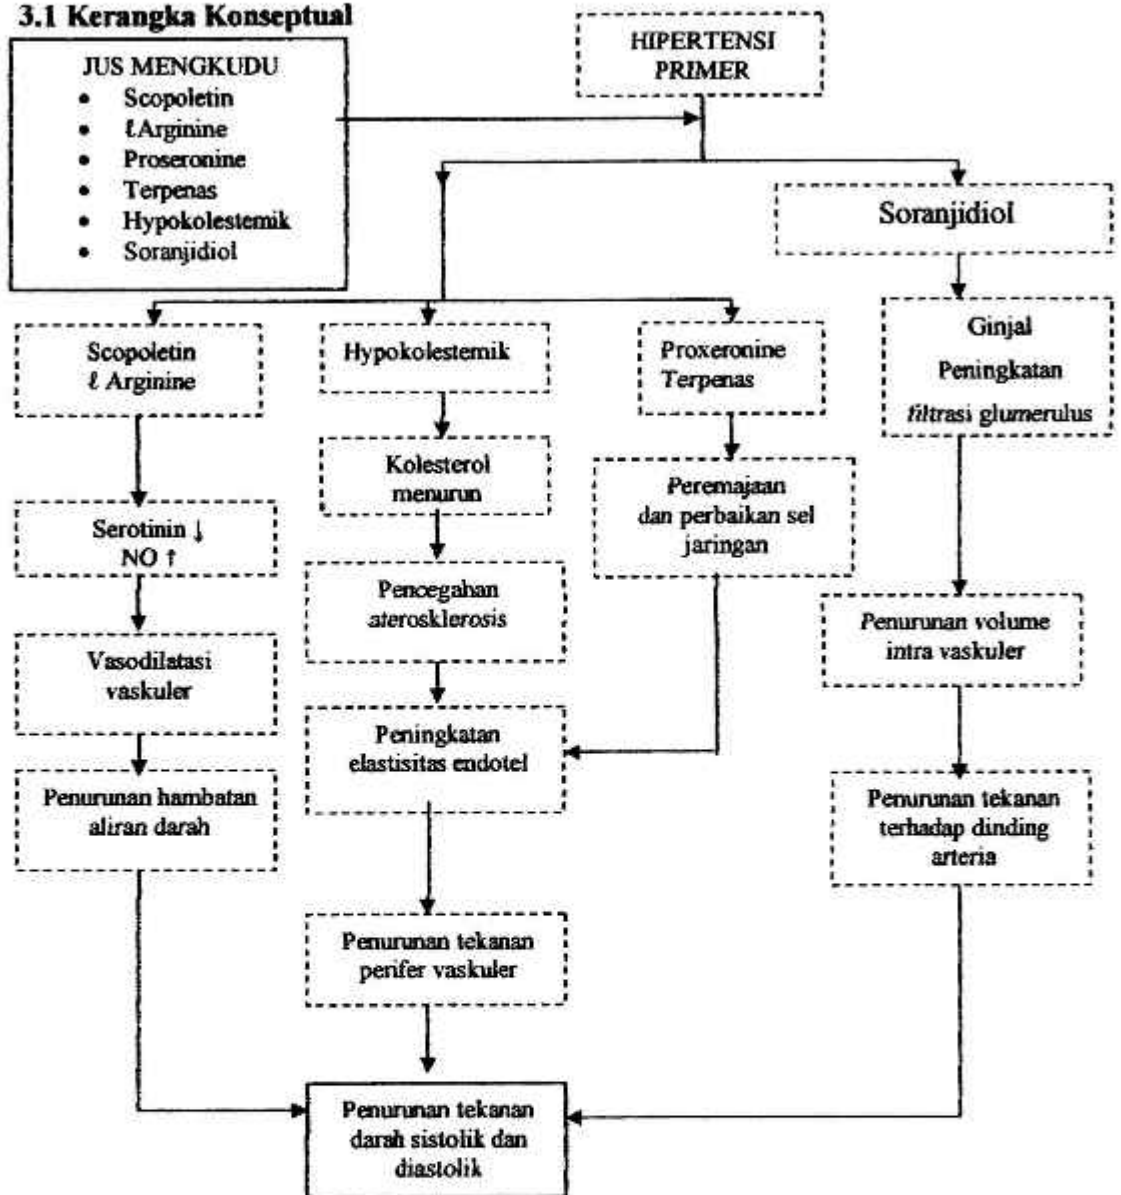 3.1 Kerangka Konseptual
JUS MENGKUDU
• Scopoletin
• ℓArginine
• Proseronine
• Terpenas
• Hypokolestemik
• Soranjidiol
HIPERTENSI
PRIMER
Soranjidiol
Scopoletin
ℓ Arginine
Hypokolestemik
Proxeronine
Terpenas
Ginjal
Peningkatan
filtrasi glumerulus
Kolesterol
menurun
Peremajaan
dan perbaikan sel
jaringan
Serotinin ↓
NO ↑
Pencegahan
aterosklerosis
Penurunan volume
intra vaskuler
Vasodilatasi
vaskuler
Peningkatan
elastisitas endotel
Penurunan hambatan
aliran darah
Penurunan tekanan
terhadap dinding
arteria
Penurunan tekanan
perifer vaskuler
Penurunan tekanan
darah sistolik dan
diastolik